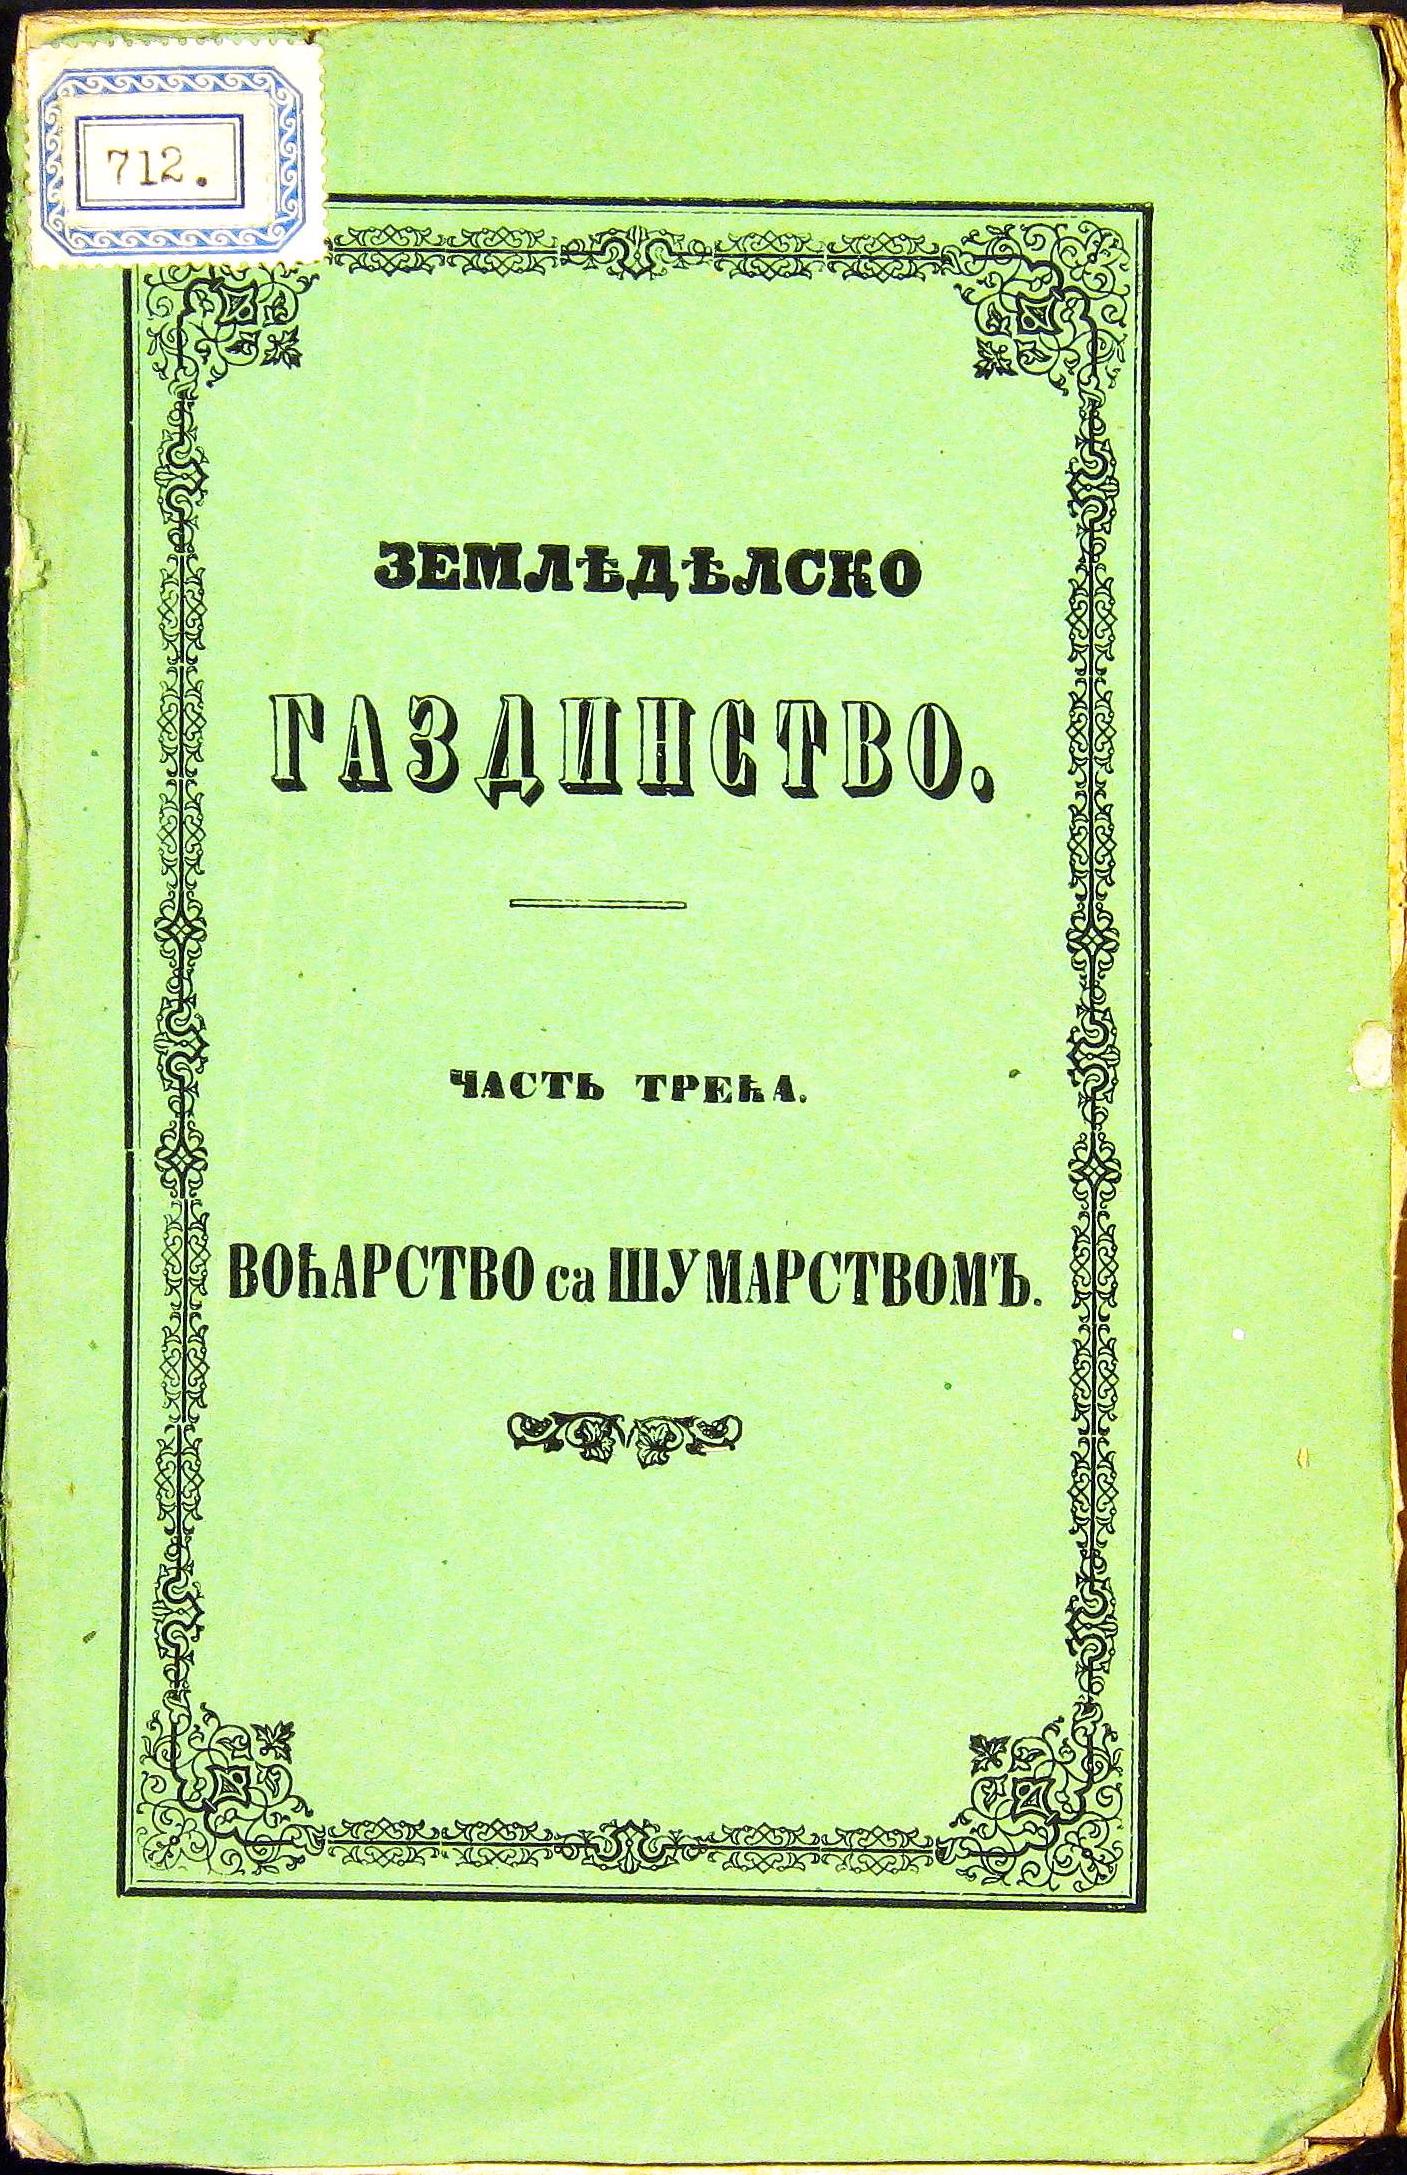 712.
ЗЕМЛѢДѢЛСКО
ГАЗДИНСТВО.
ЧАСТЬ ТРЕЋА.
ВОЋАРСТВО са ШУМАРСТВОМЪ.